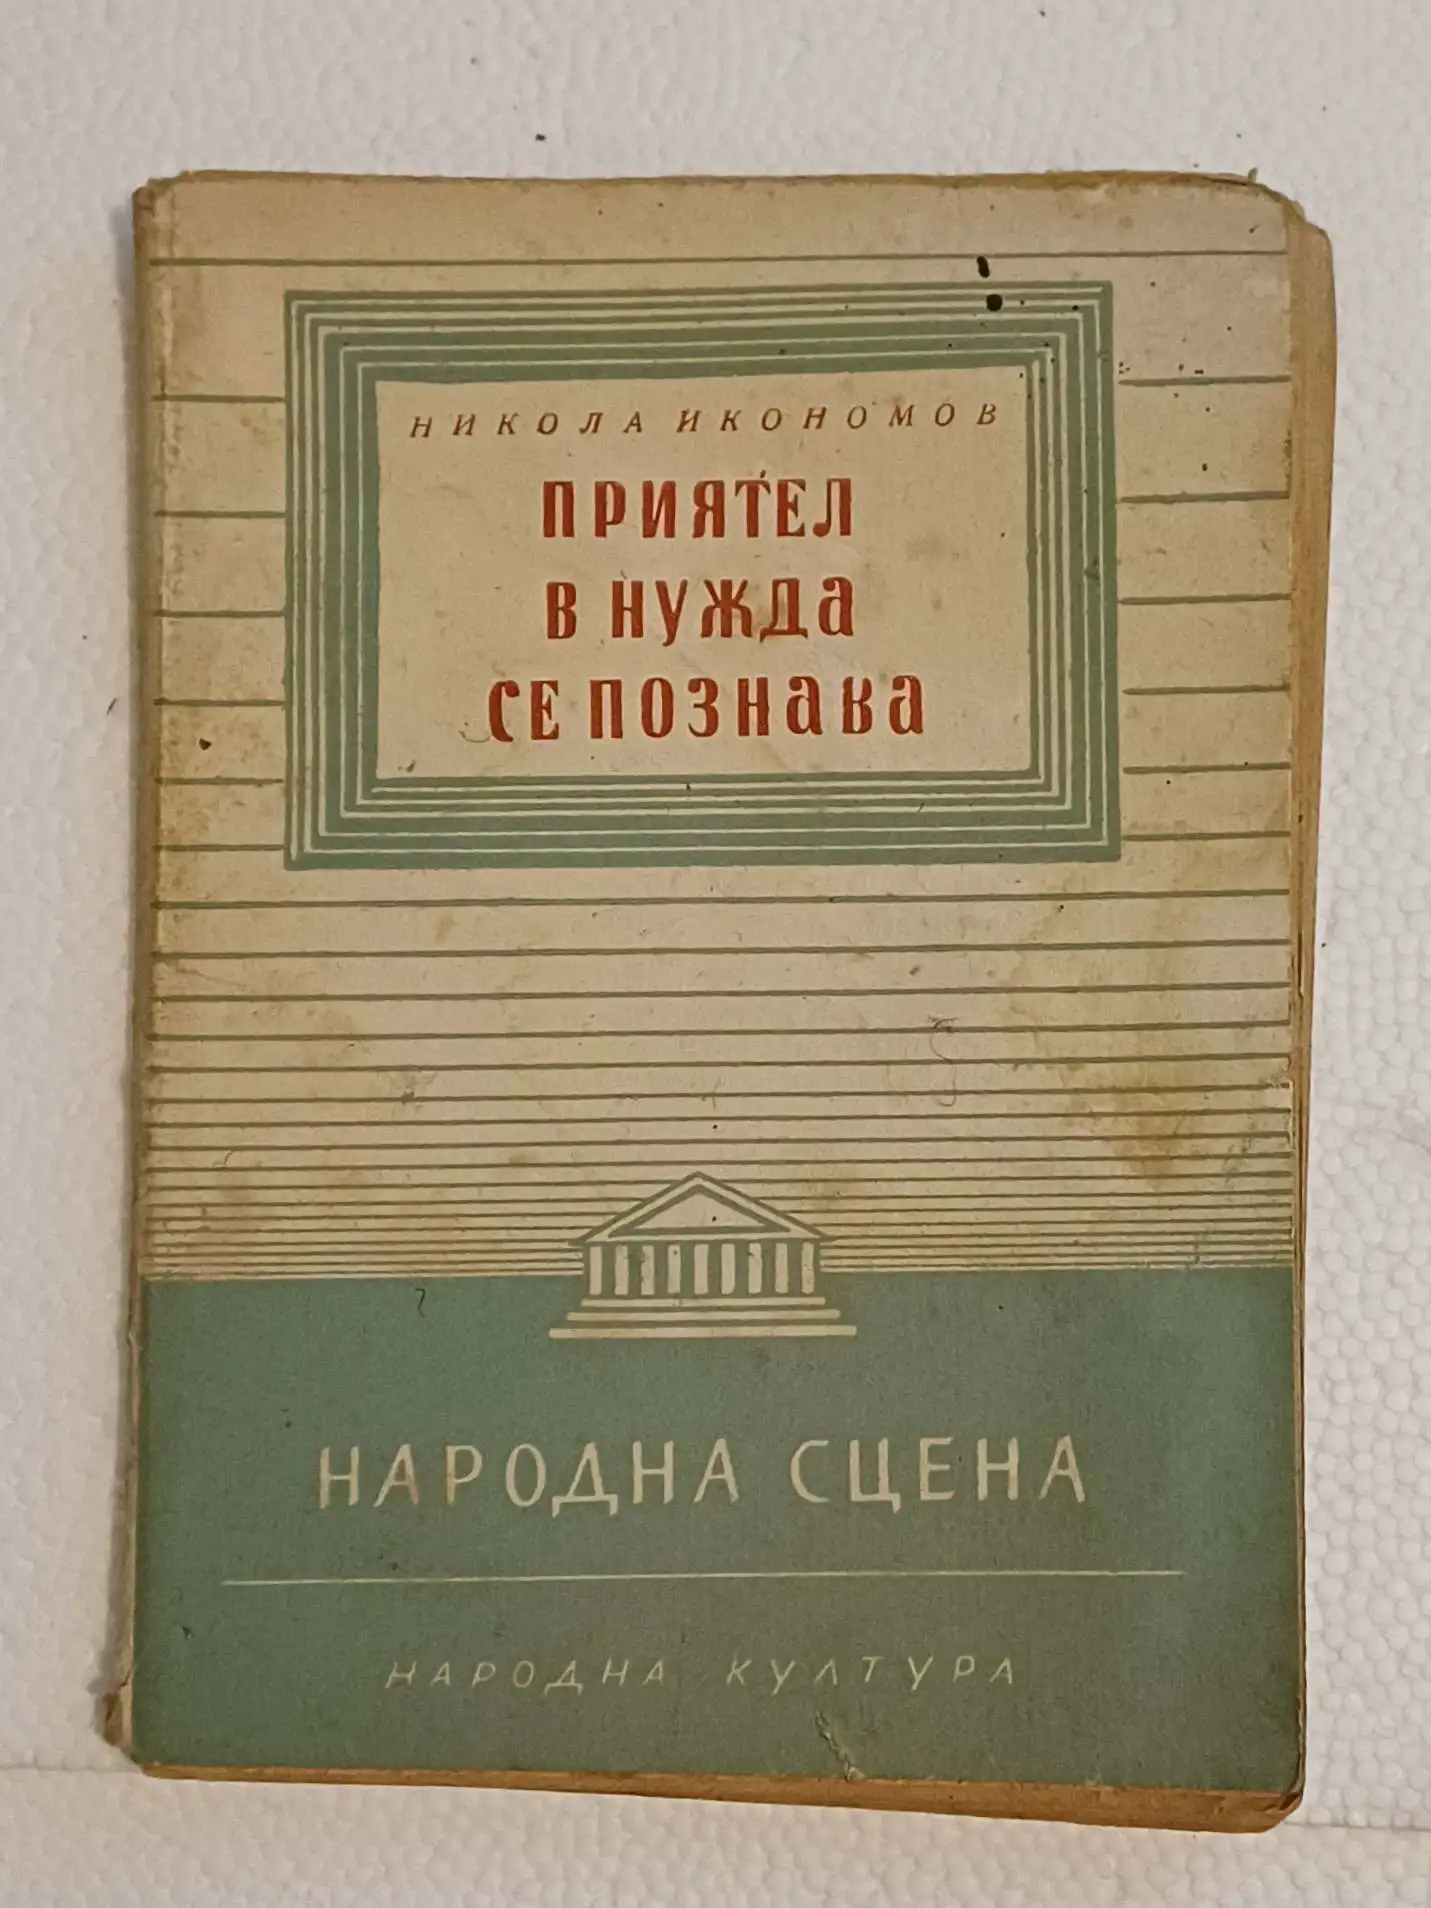 НИКОЛА ИКОНОМОВ
ПРИЯТЕЛ
В НУЖДА
СЕ ПОЗНАВА
НАРОДНА СЦЕНА
НАРОДНА КУЛТУРА